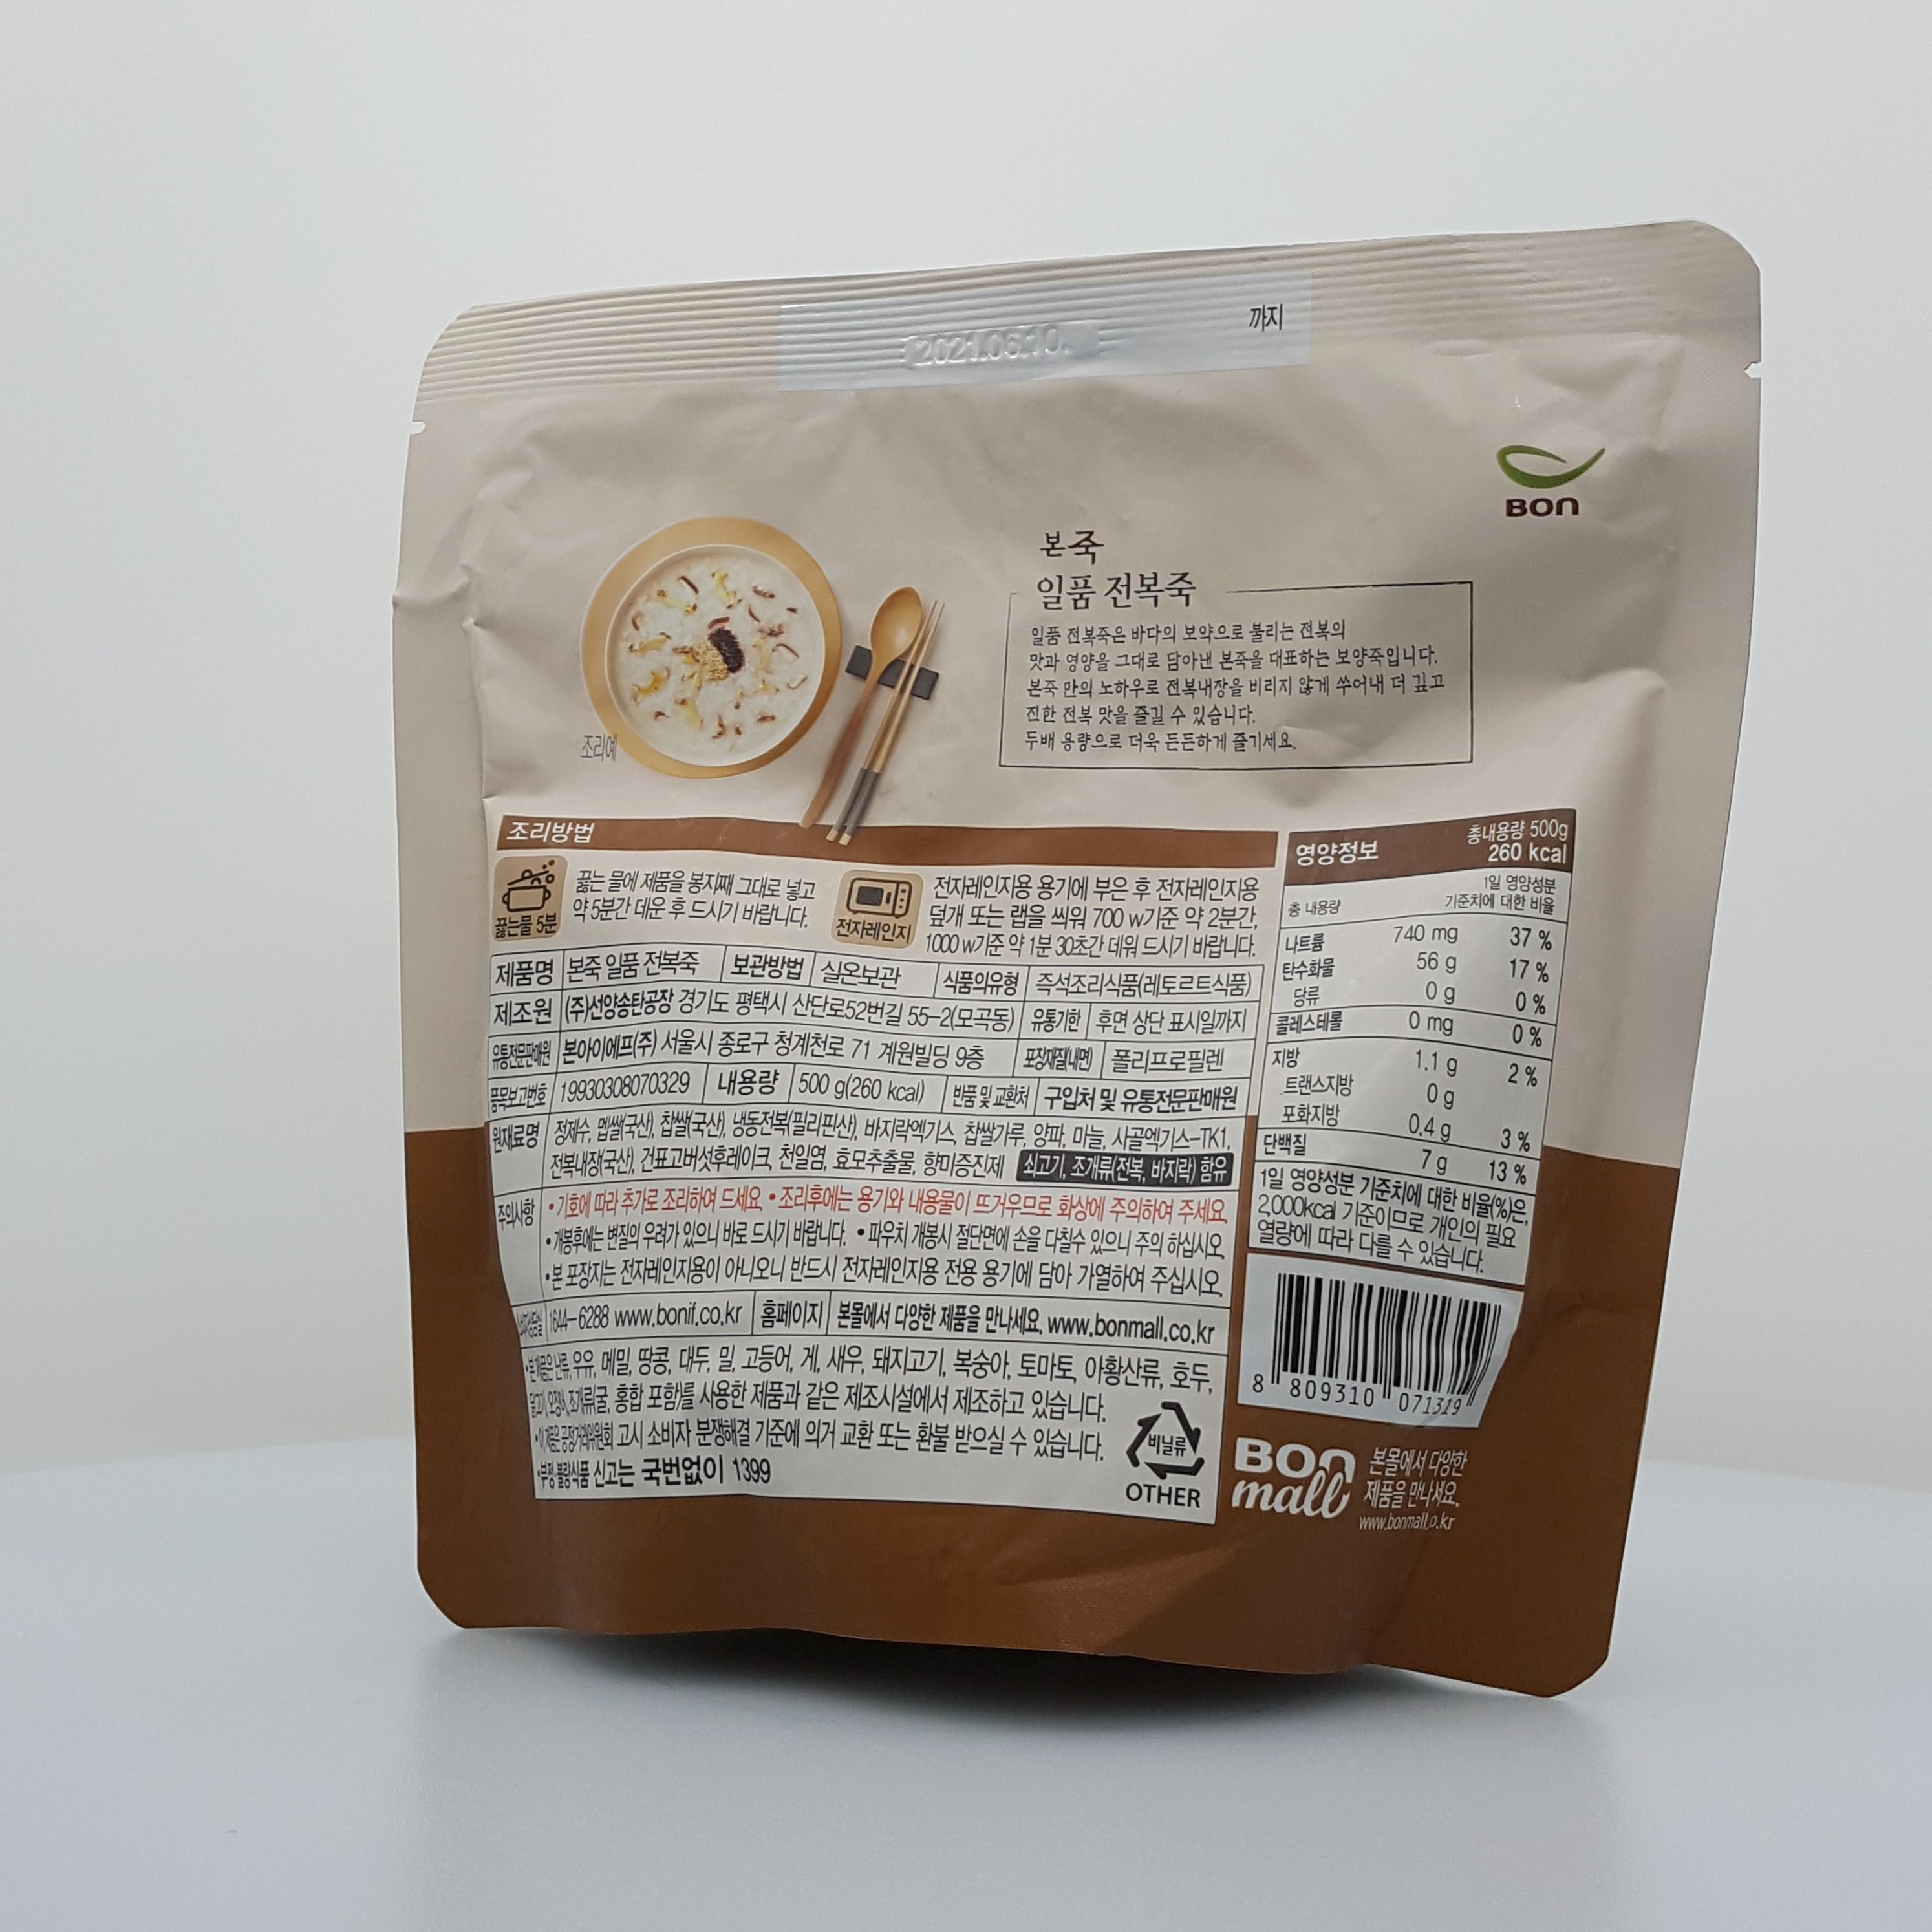 2021.06.10.
까지
BON
본죽
일품 전복죽
일품 전복죽은 바다의 보약으로 불리는 전복의
맛과 영양을 그대로 담아낸 본죽을 대표하는 보양죽입니다.
본죽 만의 노하우로 전복내장을 비리지 않게 쑤어내 더 깊고
진한 전복 맛을 즐길 수 있습니다.
두배 용량으로 더욱 든든하게 즐기세요.
조리예
조리방법
끓는물 5분
끓는 물에 제품을 봉지째 그대로 넣고
약 5분간 데운 후 드시기 바랍니다.
전자레인지
전자레인지용 용기에 부은 후 전자레인지용
덮개 또는 랩을 씌워 700 w기준 약 2분간,
1000 w기준 약 1분 30초간 데워 드시기 바랍니다.
제품명 본죽 일품 전복죽 보관방법 실온보관 식품의유형 즉석조리식품(레토르트식품)
제조원 (주)선양송탄공장 경기도 평택시 산단로52번길 55-2(모곡동) 유통기한 후면 상단 표시일까지
유통전문판매원 본아이에프(주) 서울시 종로구 청계천로 71 계원빌딩 9층 포장재질(내면) 폴리프로필렌
품목보고번호 19930308070329 내용량 500 g(260 kcal) 반품 및 교환처 구입처 및 유통전문판매원
원재료명 정제수, 멥쌀(국산), 찹쌀(국산), 냉동전복(필리핀산), 바지락엑기스, 찹쌀가루, 양파, 마늘, 사골엑기스-TK1,
전복내장(국산), 건표고버섯후레이크, 천일염, 효모추출물, 향미증진제 쇠고기, 조개류(전복, 바지락) 함유
주의사항 • 기호에 따라 추가로 조리하여 드세요. • 조리후에는 용기와 내용물이 뜨거우므로 화상에 주의하여 주세요.
• 개봉후에는 변질의 우려가 있으니 바로 드시기 바랍니다. • 파우치 개봉시 절단면에 손을 다칠수 있으니 주의 하십시오.
• 본 포장지는 전자레인지용이 아니오니 반드시 전자레인지용 전용 용기에 담아 가열하여 주십시오.
1644-6288 www.bonif.co.kr 홈페이지 본몰에서 다양한 제품을 만나세요. www.bonmall.co.kr
• 본 제품은 난류, 우유, 메밀, 땅콩, 대두, 밀, 고등어, 게, 새우, 돼지고기, 복숭아, 토마토, 아황산류, 호두,
닭고기, 오징어, 조개류(굴, 홍합 포함)를 사용한 제품과 같은 제조시설에서 제조하고 있습니다.
• 이 제품은 공정거래위원회 고시 소비자 분쟁해결 기준에 의거 교환 또는 환불 받으실 수 있습니다.
• 부정·불량식품 신고는 국번없이 1399
비닐류
OTHER
영양정보
총내용량 500g
260 kcal
총 내용량
1일 영양성분
기준치에 대한 비율
나트륨 740 mg 37 %
탄수화물 56 g 17 %
당류 0 g 0 %
콜레스테롤 0 mg 0 %
지방 1.1 g 2 %
트랜스지방 0 g
포화지방 0.4 g 3 %
단백질 7 g 13 %
1일 영양성분 기준치에 대한 비율(%)은,
2,000kcal 기준이므로 개인의 필요
열량에 따라 다를 수 있습니다.
8 809310 071319
BON
mall
본몰에서 다양한
제품을 만나세요.